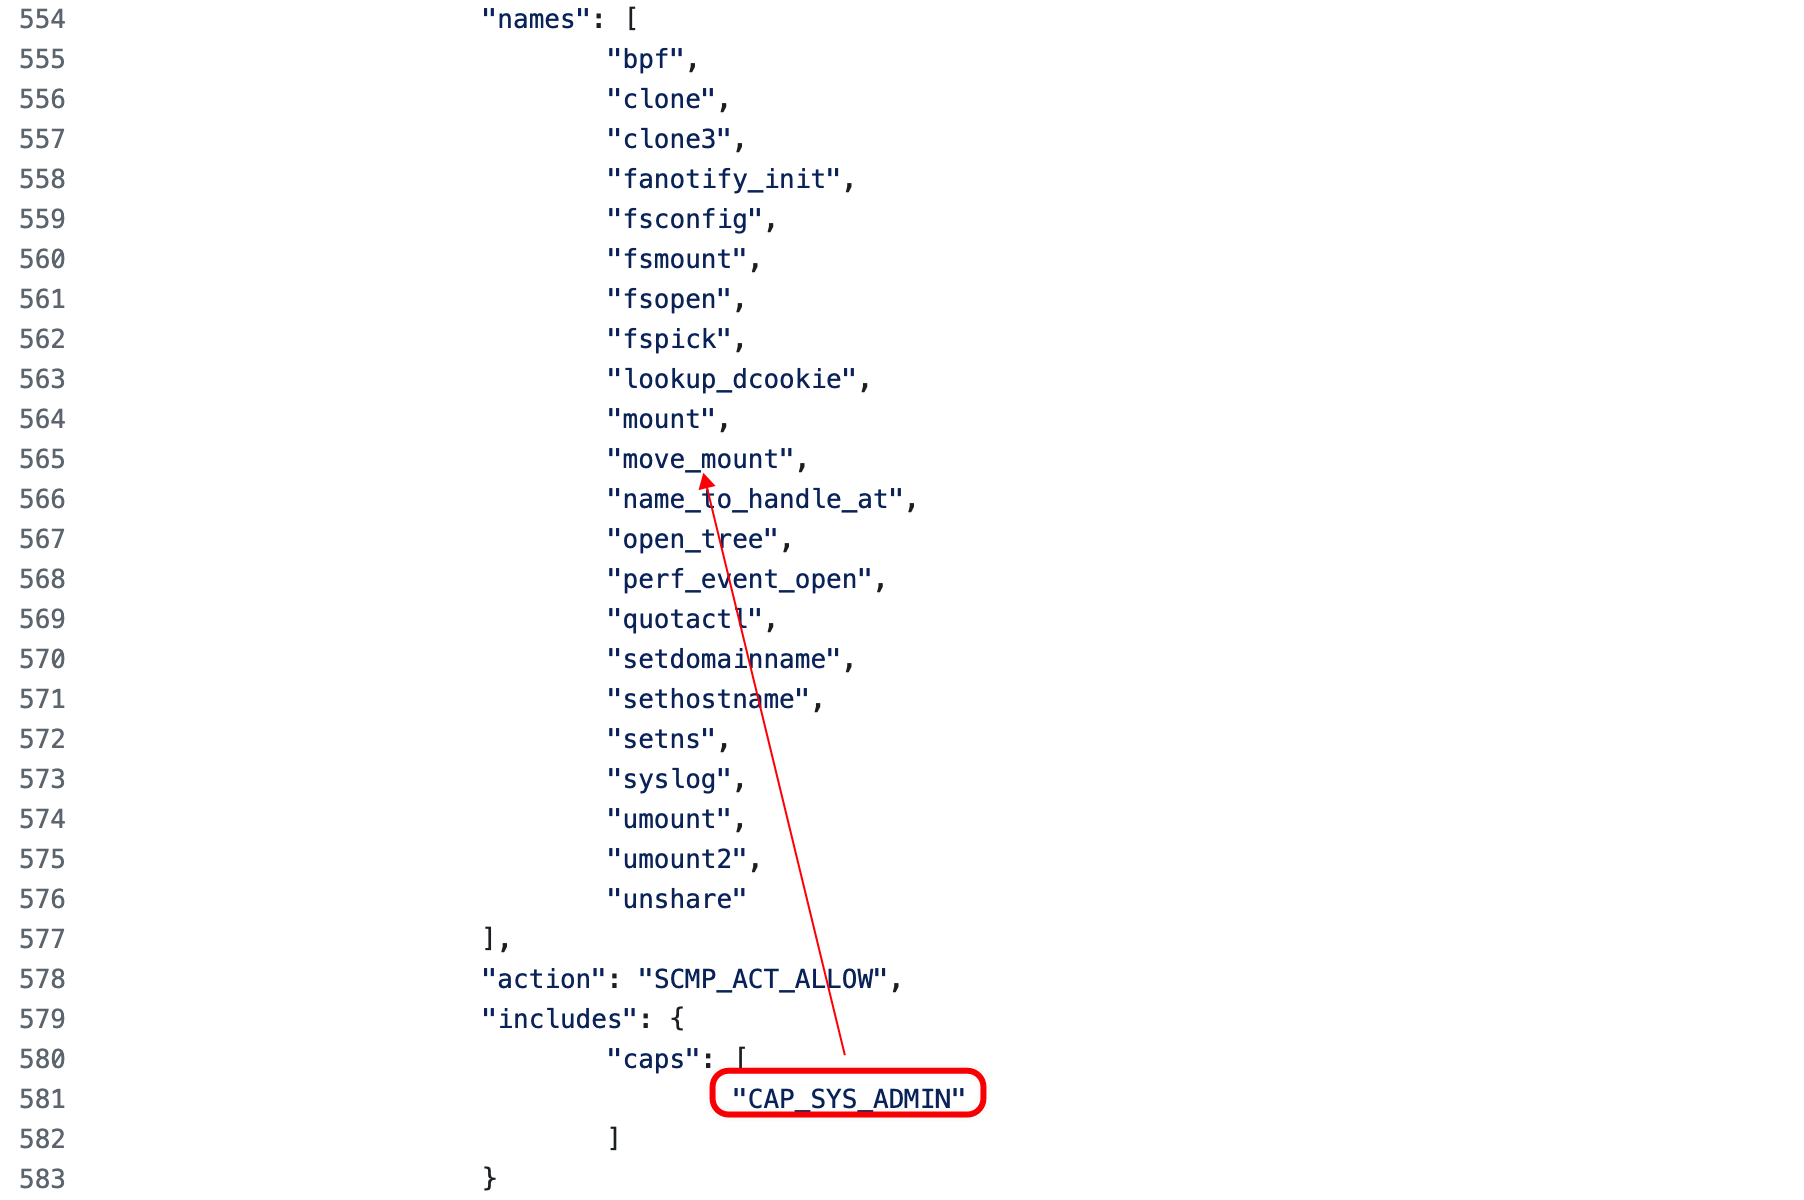 554 "names": [
555 "bpf",
556 "clone",
557 "clone3",
558 "fanotify_init",
559 "fsconfig",
560 "fsmount",
561 "fsopen",
562 "fspick",
563 "lookup_dcookie",
564 "mount",
565 "move_mount",
566 "name_to_handle_at",
567 "open_tree",
568 "perf_event_open",
569 "quotactl",
570 "setdomainname",
571 "sethostname",
572 "setns",
573 "syslog",
574 "umount",
575 "umount2",
576 "unshare"
577 ],
578 "action": "SCMP_ACT_ALLOW",
579 "includes": {
580 "caps": [
581 "CAP_SYS_ADMIN"
582 ]
583 }